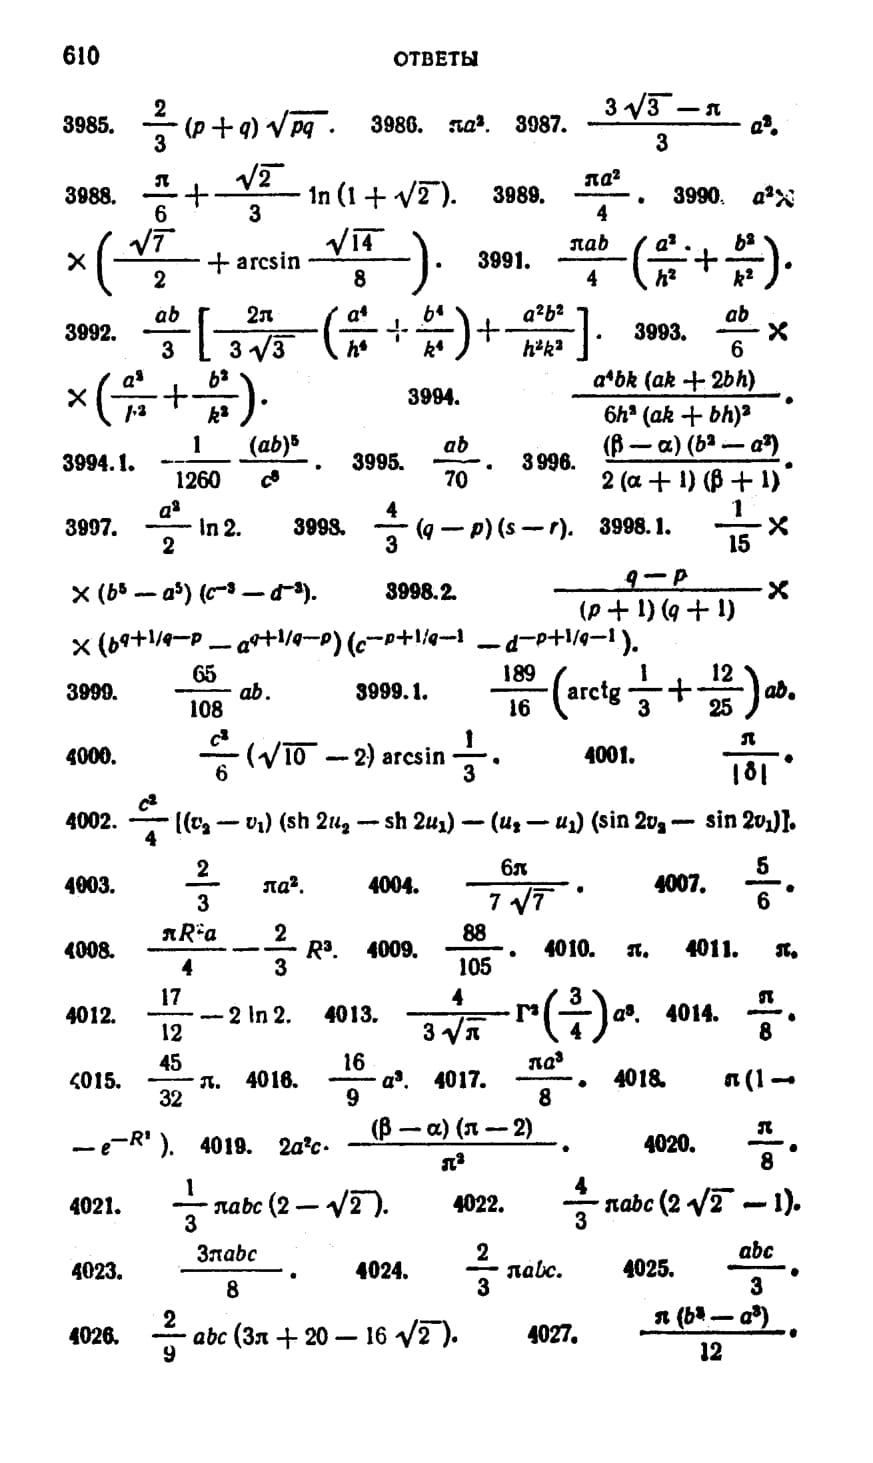 610 ОТВЕТЫ
3985. $\frac{2}{3}(p+q)\sqrt{pq}$. 3986. $\pi a^2$. 3987. $\frac{3\sqrt{3}-\pi}{3} a^2$.
3988. $\frac{\pi}{6}+\frac{\sqrt{2}}{3}\ln(1+\sqrt{2})$. 3989. $\frac{\pi a^2}{4}$. 3990. $a^2\times$
$\times\left(\frac{\sqrt{7}}{2}+\arcsin\frac{\sqrt{14}}{8}\right)$. 3991. $\frac{\pi ab}{4}\left(\frac{a^2}{h^2}+\frac{b^2}{k^2}\right)$.
3992. $\frac{ab}{3}\left[\frac{2\pi}{3\sqrt{3}}\left(\frac{a^4}{h^4}+\frac{b^4}{k^4}\right)+\frac{a^2b^2}{h^2k^2}\right]$. 3993. $\frac{ab}{6}\times$
$\times\left(\frac{a^2}{h^2}+\frac{b^2}{k^2}\right)$. 3994. $\frac{a^4bk(ak+2bh)}{6h^2(ak+bh)^2}$.
3994.1. $\frac{1}{1260}\frac{(ab)^5}{c^8}$. 3995. $\frac{ab}{70}$. 3996. $\frac{(\beta-\alpha)(b^2-a^2)}{2(\alpha+1)(\beta+1)}$.
3997. $\frac{a^2}{2}\ln 2$. 3998. $\frac{4}{3}(q-p)(s-r)$. 3998.1. $\frac{1}{15}\times$
$\times(b^5-a^5)(c^{-3}-d^{-3})$. 3998.2. $\frac{q-p}{(p+1)(q+1)}\times$
$\times(b^{q+1/q-p}-a^{q+1/q-p})(c^{-p+1/q-1}-d^{-p+1/q-1})$.
3999. $\frac{65}{108}ab$. 3999.1. $\frac{189}{16}\left(\text{arctg}\frac{1}{3}+\frac{12}{25}\right)ab$.
4000. $\frac{c^2}{6}(\sqrt{10}-2)\arcsin\frac{1}{3}$. 4001. $\frac{\pi}{|\delta|}$.
4002. $\frac{c^2}{4}[(v_2-v_1)(\text{sh}\,2u_2-\text{sh}\,2u_1)-(u_2-u_1)(\sin 2v_2-\sin 2v_1)]$.
4003. $\frac{2}{3}\pi a^2$. 4004. $\frac{6\pi}{7\sqrt{7}}$. 4007. $\frac{5}{6}$.
4008. $\frac{\pi R^2a}{4}-\frac{2}{3}R^3$. 4009. $\frac{88}{105}$. 4010. $\pi$. 4011. $\pi$.
4012. $\frac{17}{12}-2\ln 2$. 4013. $\frac{4}{3\sqrt{\pi}}\Gamma^2\left(\frac{3}{4}\right)a^3$. 4014. $\frac{\pi}{8}$.
4015. $\frac{45}{32}\pi$. 4016. $\frac{16}{9}a^3$. 4017. $\frac{\pi a^3}{8}$. 4018. $\pi(1-$
$-e^{-R^2})$. 4019. $2a^2c\cdot\frac{(\beta-\alpha)(\pi-2)}{\pi^2}$. 4020. $\frac{\pi}{8}$.
4021. $\frac{1}{3}\pi abc(2-\sqrt{2})$. 4022. $\frac{4}{3}\pi abc(2\sqrt{2}-1)$.
4023. $\frac{3\pi abc}{8}$. 4024. $\frac{2}{3}\pi abc$. 4025. $\frac{abc}{3}$.
4026. $\frac{2}{9}abc(3\pi+20-16\sqrt{2})$. 4027. $\frac{\pi(b^3-a^3)}{12}$.